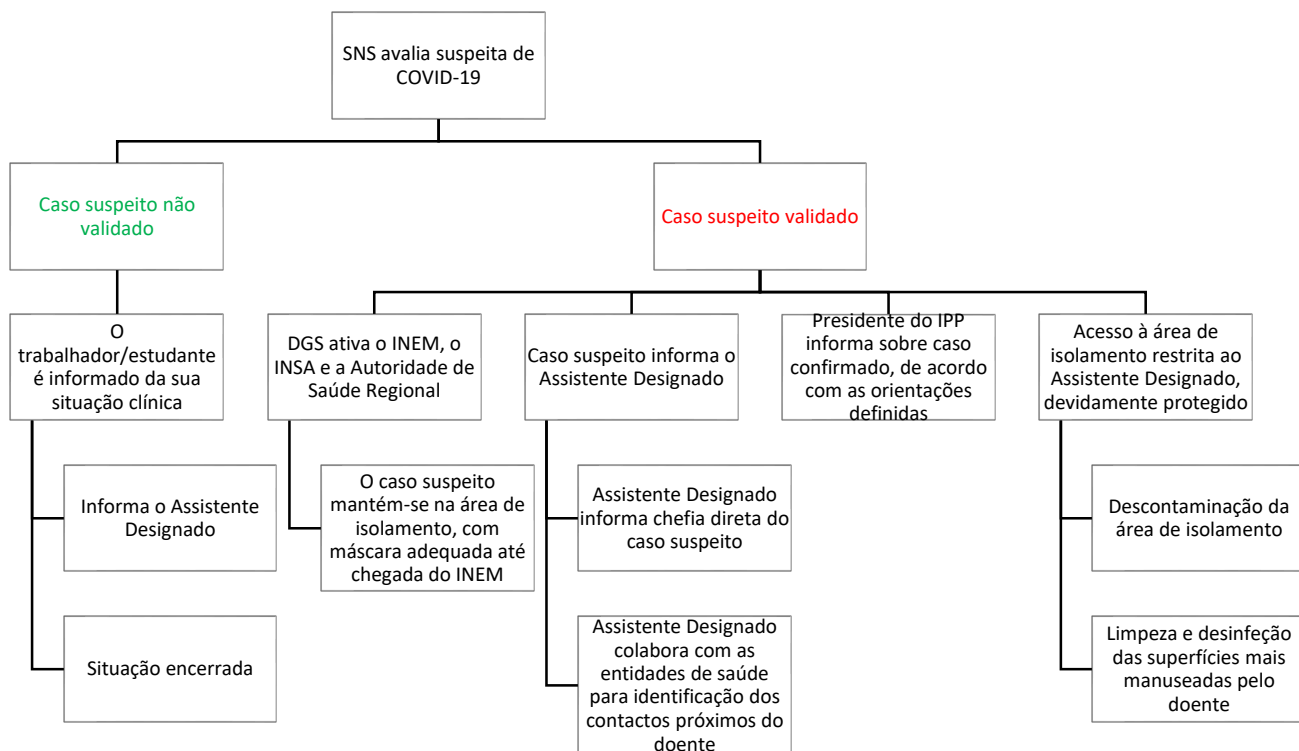 SNS avalia suspeita de
COVID-19
Caso suspeito não
validado
Caso suspeito validado
O
trabalhador/estudante
é informado da sua
situação clínica
DGS ativa o INEM, o
INSA e a Autoridade de
Saúde Regional
Caso suspeito informa o
Assistente Designado
Presidente do IPP
informa sobre caso
confirmado, de acordo
com as orientações
definidas
Acesso à área de
isolamento restrita ao
Assistente Designado,
devidamente protegido
Informa o Assistente
Designado
O caso suspeito
mantém-se na área de
isolamento, com
máscara adequada até
chegada do INEM
Assistente Designado
informa chefia direta do
caso suspeito
Descontaminação da
área de isolamento
Situação encerrada
Assistente Designado
colabora com as
entidades de saúde
para identificação dos
contactos próximos do
doente
Limpeza e desinfeção
das superfícies mais
manuseadas pelo
doente